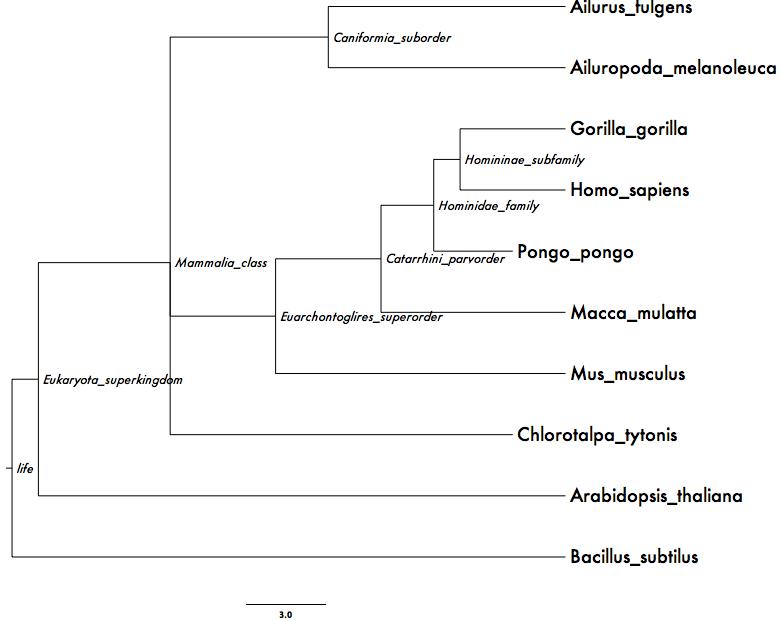 Ailurus_fulgens
Caniformia_suborder
Ailuropoda_melanoleuca
Gorilla_gorilla
Homininae_subfamily
Homo_sapiens
Hominidae_family
Pongo_pongo
Catarrhini_parvorder
Mammalia_class
Macca_mulatta
Euarchontoglires_superorder
Mus_musculus
Eukaryota_superkingdom
Chlorotalpa_tytonis
life
Arabidopsis_thaliana
Bacillus_subtilus
3.0